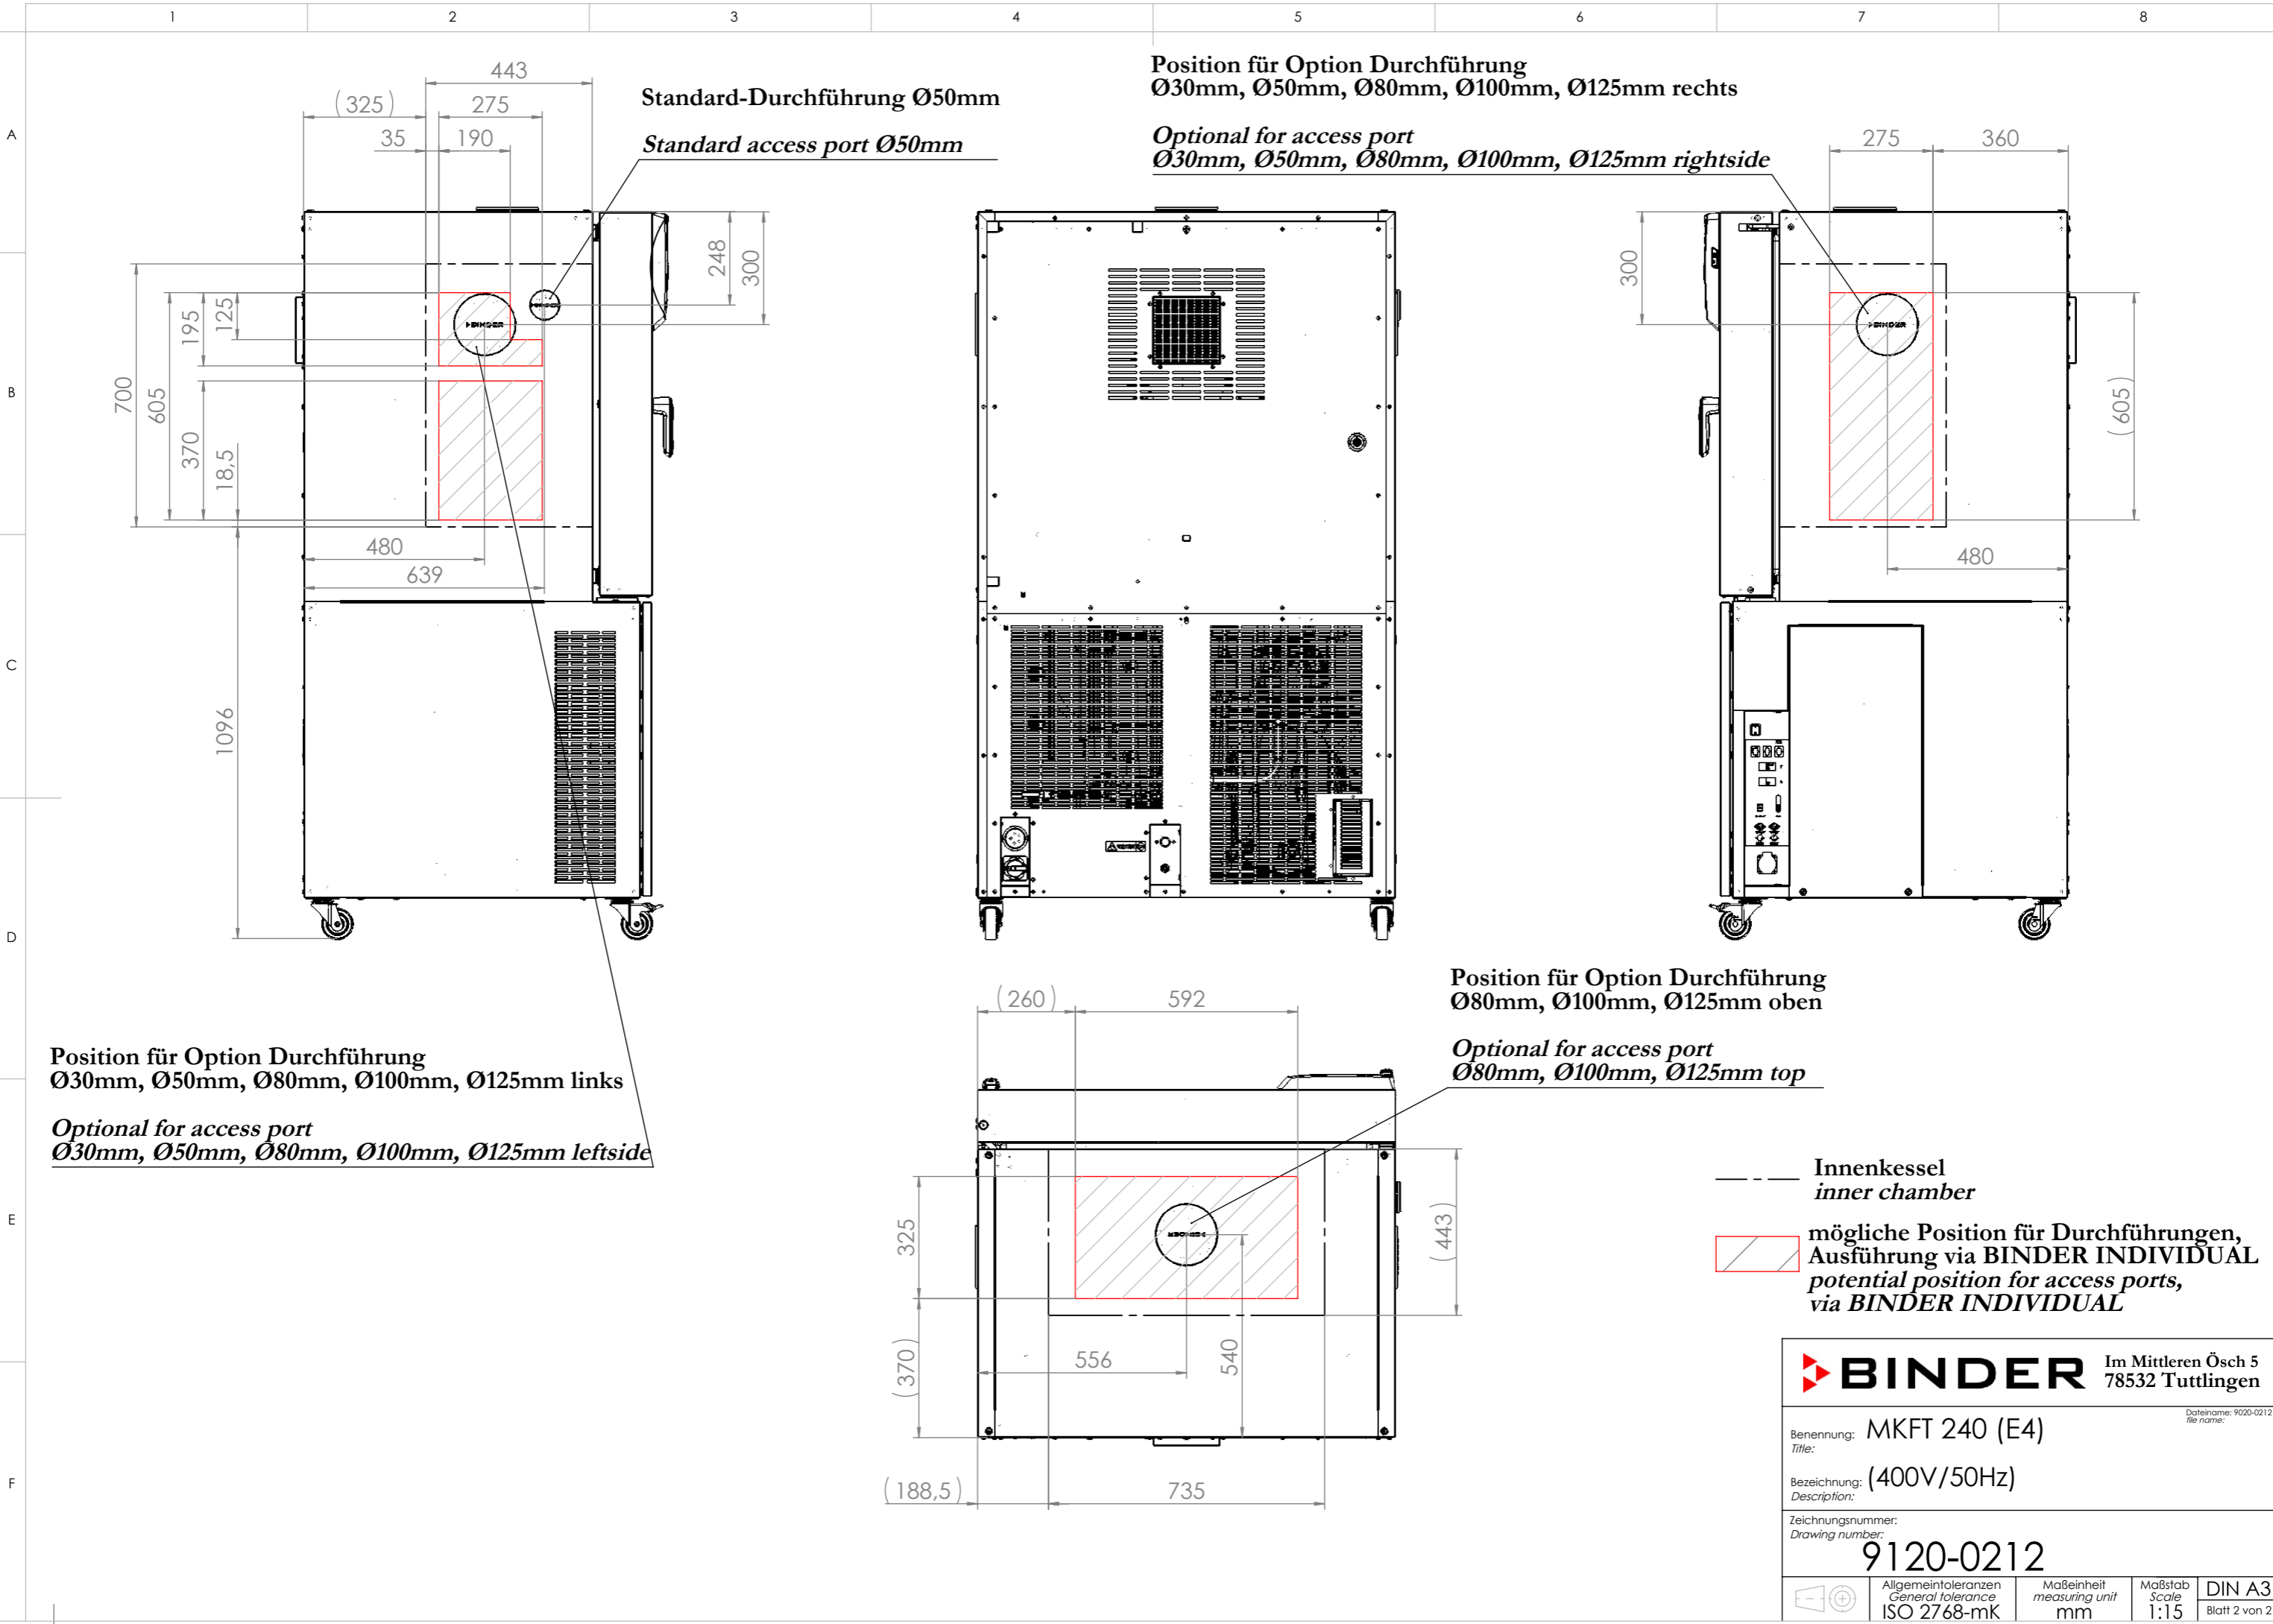 1 2 3 4 5 6 7 8
A
B
C
D
E
F
443
(325)
275
35
190
Standard-Durchführung Ø50mm
Standard access port Ø50mm
248
300
700
605
195
125
370
18,5
480
639
1096
Position für Option Durchführung
Ø30mm, Ø50mm, Ø80mm, Ø100mm, Ø125mm rechts
Optional for access port
Ø30mm, Ø50mm, Ø80mm, Ø100mm, Ø125mm rightside
275
360
300
(605)
480
BINDER
BINDER
Position für Option Durchführung
Ø30mm, Ø50mm, Ø80mm, Ø100mm, Ø125mm links
Optional for access port
Ø30mm, Ø50mm, Ø80mm, Ø100mm, Ø125mm leftside
(260)
592
Position für Option Durchführung
Ø80mm, Ø100mm, Ø125mm oben
Optional for access port
Ø80mm, Ø100mm, Ø125mm top
325
(370)
(443)
556
540
(188,5)
735
BINDER
Innenkessel
inner chamber
mögliche Position für Durchführungen,
Ausführung via BINDER INDIVIDUAL
potential position for access ports,
via BINDER INDIVIDUAL
BINDER
Im Mittleren Ösch 5
78532 Tuttlingen
Dateiname: 9020-0212
file name:
Benennung: MKFT 240 (E4)
Title:
Bezeichnung: (400V/50Hz)
Description:
Zeichnungsnummer:
Drawing number:
9120-0212
Allgemeintoleranzen
General tolerance
ISO 2768-mK
Maßeinheit
measuring unit
mm
Maßstab
Scale
1:15
DIN A3
Blatt 2 von 2